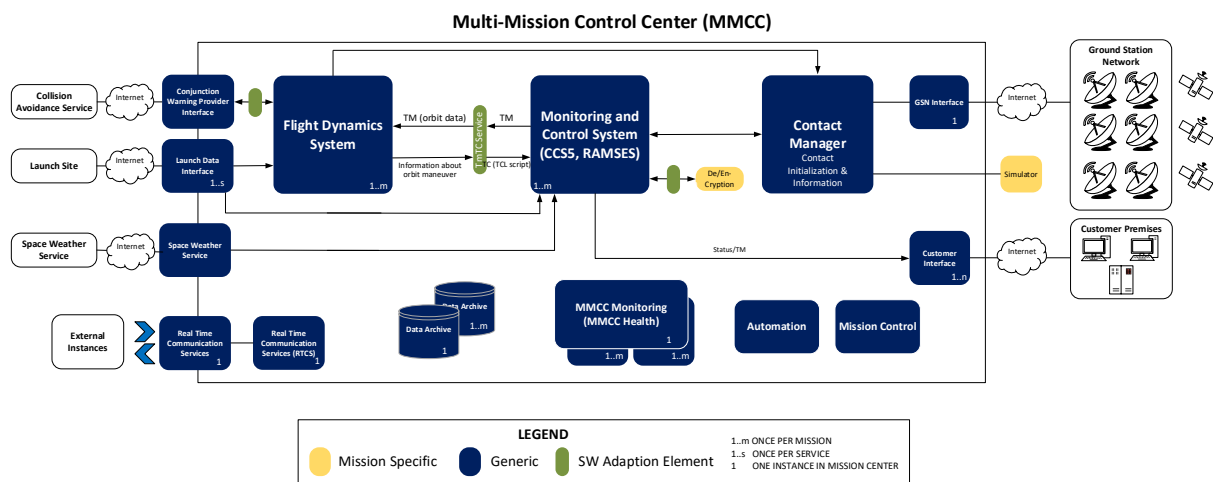 Multi-Mission Control Center (MMCC)
Collision
Avoidance Service
Internet
Conjunction
Warning Provider
Interface
Flight Dynamics
System
1..m
TM (orbit data)
Information about
orbit maneuver
TmTC Service
TM
TC (TCL script)
Monitoring and
Control System
(CCS5, RAMSES)
1..m
De/En-
Cryption
Contact
Manager
Contact
Initialization &
Information
GSN Interface
1
Internet
Ground Station
Network
Launch Site
Internet
Launch Data
Interface
1..s
Simulator
Space Weather
Service
Internet
Space Weather
Service
Status/TM
Customer
Interface
1..n
Internet
Customer Premises
External
Instances
Real Time
Communication
Services
1
Real Time
Communication
Services (RTCS)
1
Data Archive
1..m
Data Archive
1
MMCC Monitoring
(MMCC Health)
1
1..m
1..m
Automation
Mission Control
LEGEND
Mission Specific
Generic
SW Adaption Element
1..m ONCE PER MISSION
1..s ONCE PER SERVICE
1 ONE INSTANCE IN MISSION CENTER